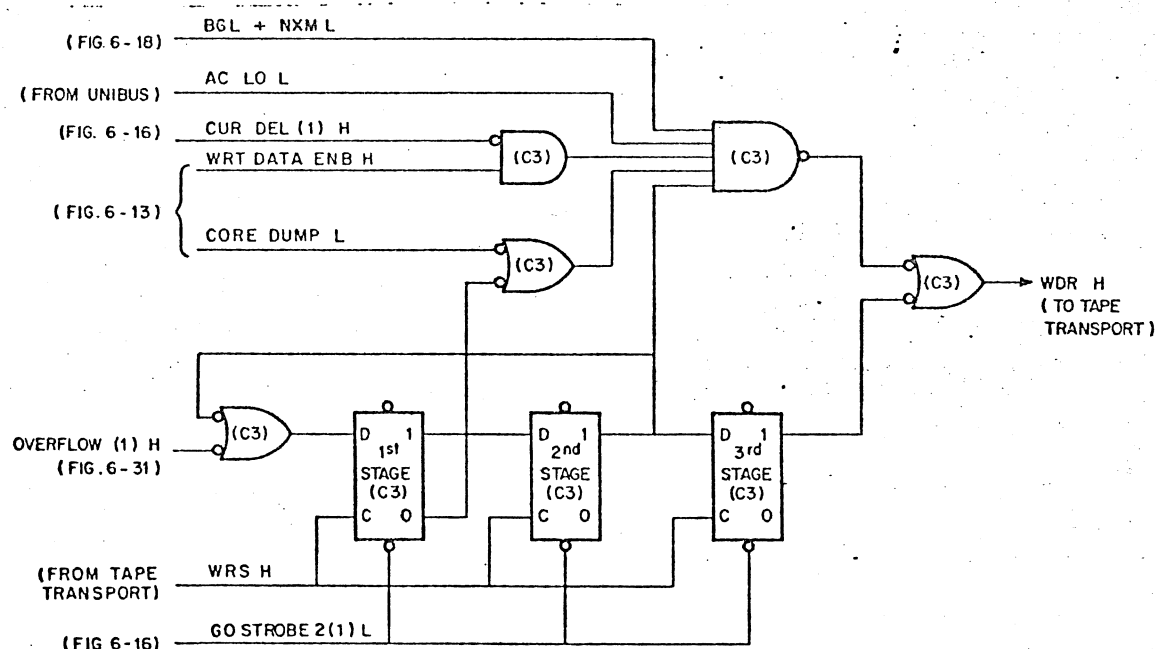 BGL + NXM L
(FIG. 6-18)
AC LO L
(FROM UNIBUS)
(FIG. 6-16)
CUR DEL (1) H
WRT DATA ENB H
(FIG. 6-13)
CORE DUMP L
(C3)
(C3)
(C3)
(C3)
WDR H
(TO TAPE
TRANSPORT)
(C3)
OVERFLOW (1) H
(FIG. 6-31)
D 1
1st
STAGE
(C3)
C 0
D 1
2nd
STAGE
(C3)
C 0
D 1
3rd
STAGE
(C3)
C 0
(FROM TAPE
TRANSPORT)
WRS H
GO STROBE 2(1) L
(FIG 6-16)